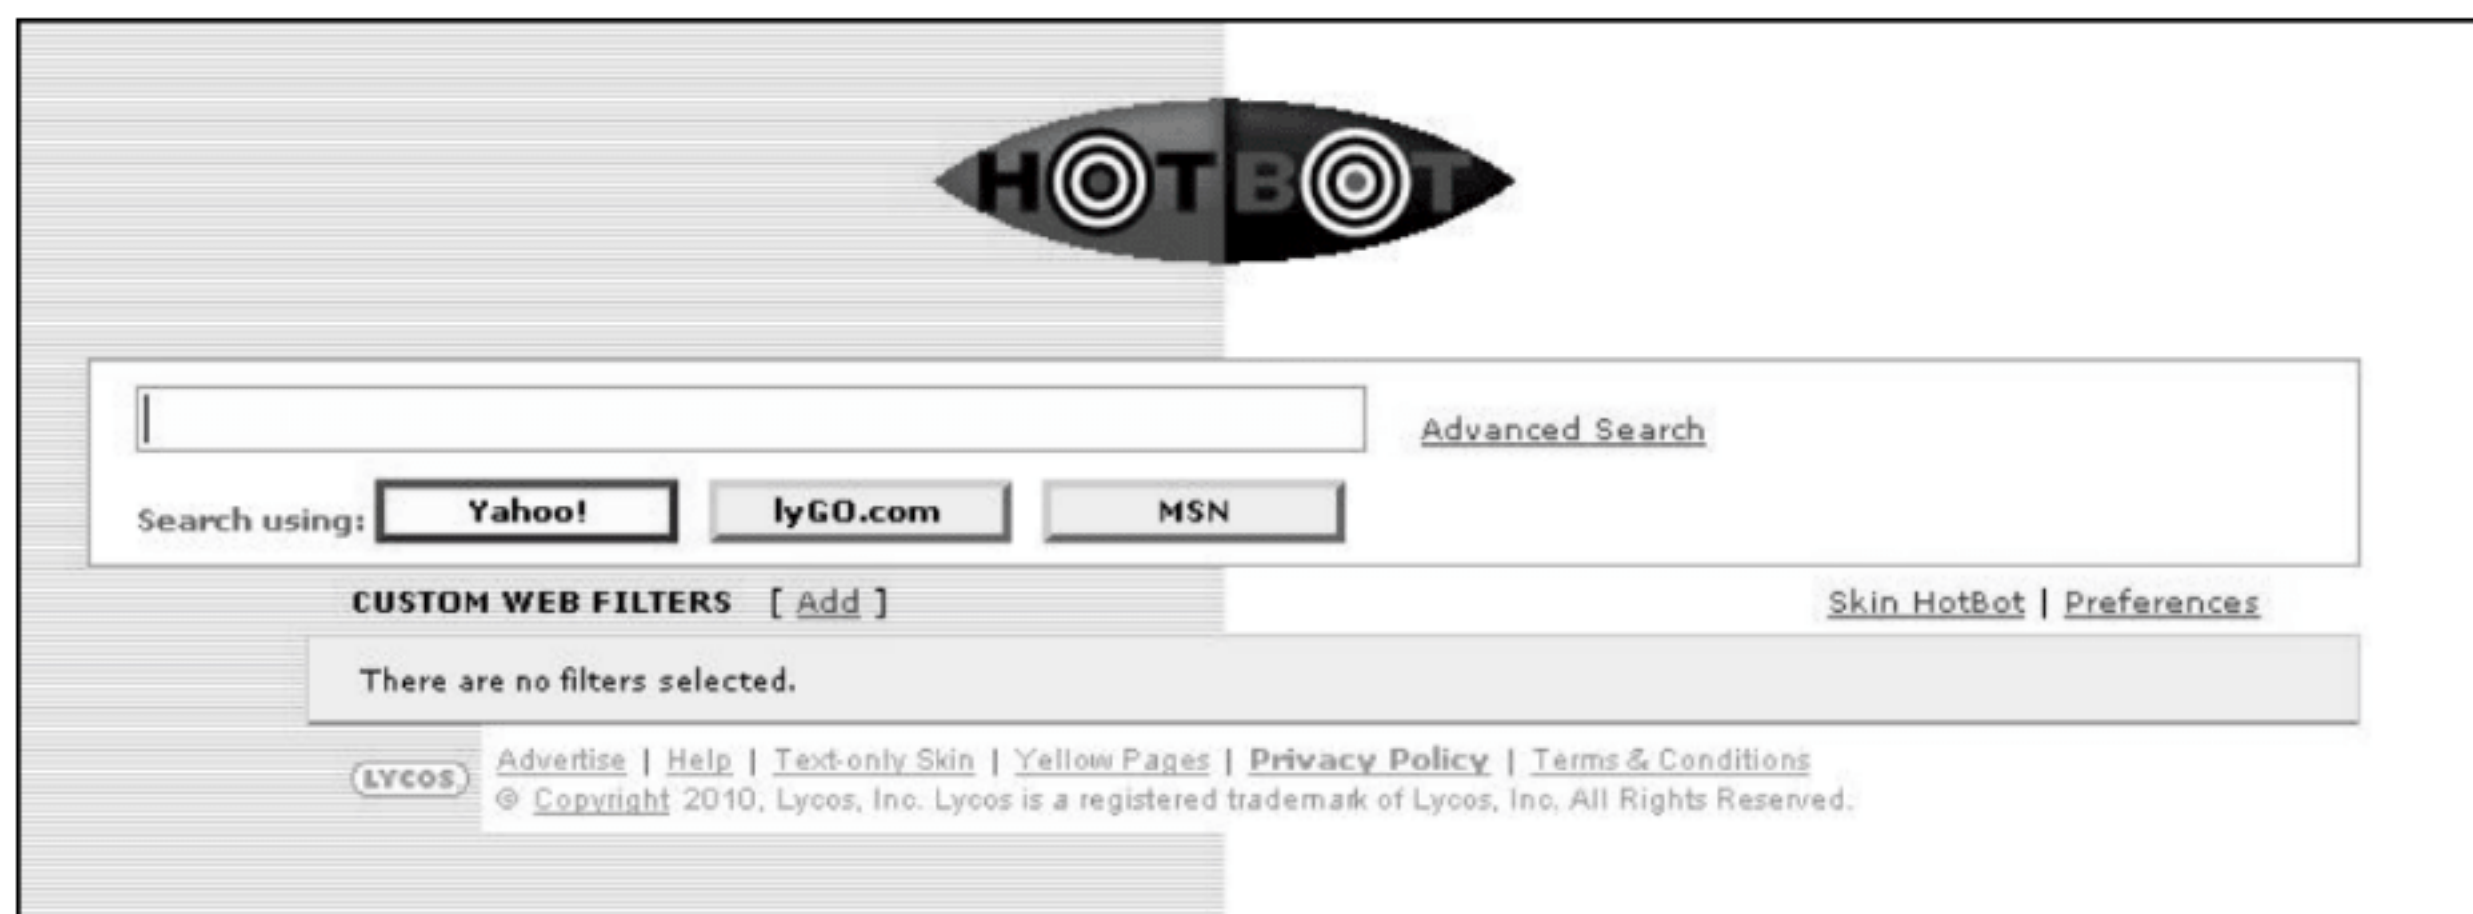 HOTBOT
Advanced Search
Search using: Yahoo! lyGO.com MSN
CUSTOM WEB FILTERS [ Add ] Skin HotBot | Preferences
There are no filters selected.
LYCOS Advertise | Help | Text-only Skin | Yellow Pages | Privacy Policy | Terms & Conditions
© Copyright 2010, Lycos, Inc. Lycos is a registered trademark of Lycos, Inc. All Rights Reserved.